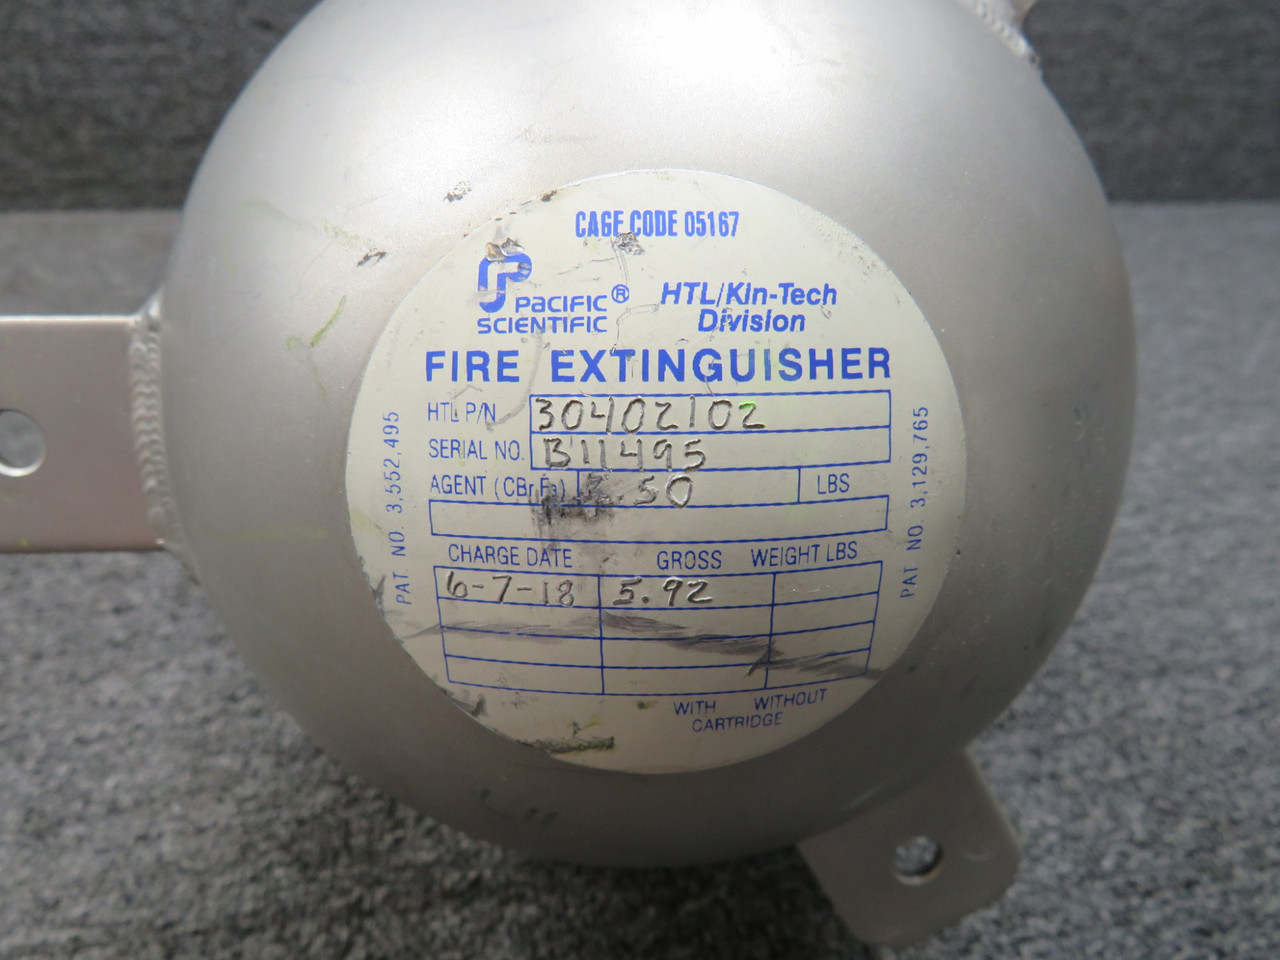 CAGE CODE 05167
PACIFIC® SCIENTIFIC
HTL/Kin-Tech Division
FIRE EXTINGUISHER
HTL P/N 30402102
SERIAL NO. B11495
AGENT (CBrF3) .50 LBS
CHARGE DATE GROSS WEIGHT LBS
6-7-18 5.92
WITH WITHOUT
CARTRIDGE
PAT NO. 3,552,495
PAT NO. 3,129,765